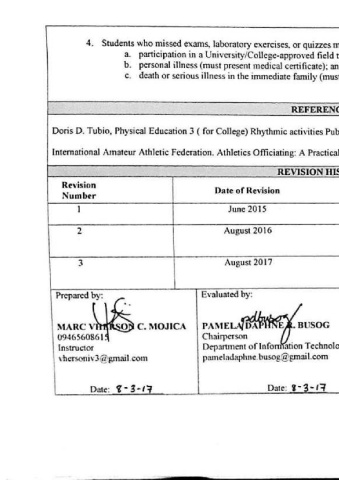 4. Students who missed exams, laboratory exercises, or quizzes m
a. participation in a University/College-approved field t
b. personal illness (must present medical certificate); an
c. death or serious illness in the immediate family (mus
REFERENC
Doris D. Tubio, Physical Education 3 ( for College) Rhythmic activities Pub
International Amateur Athletic Federation. Athletics Officiating: A Practical
REVISION HIS
Revision Number Date of Revision
1 June 2015
2 August 2016
3 August 2017
Prepared by: Evaluated by:
pdbusog
MARC C. MOJICA PAMELA DAPHNE BUSOG
09465608615 Chairperson
Instructor Department of Information Technolo
vhersoniv3@gmail.com pameladaphne.busog@gmail.com
Date: 8-3-17 Date: 8-3-17